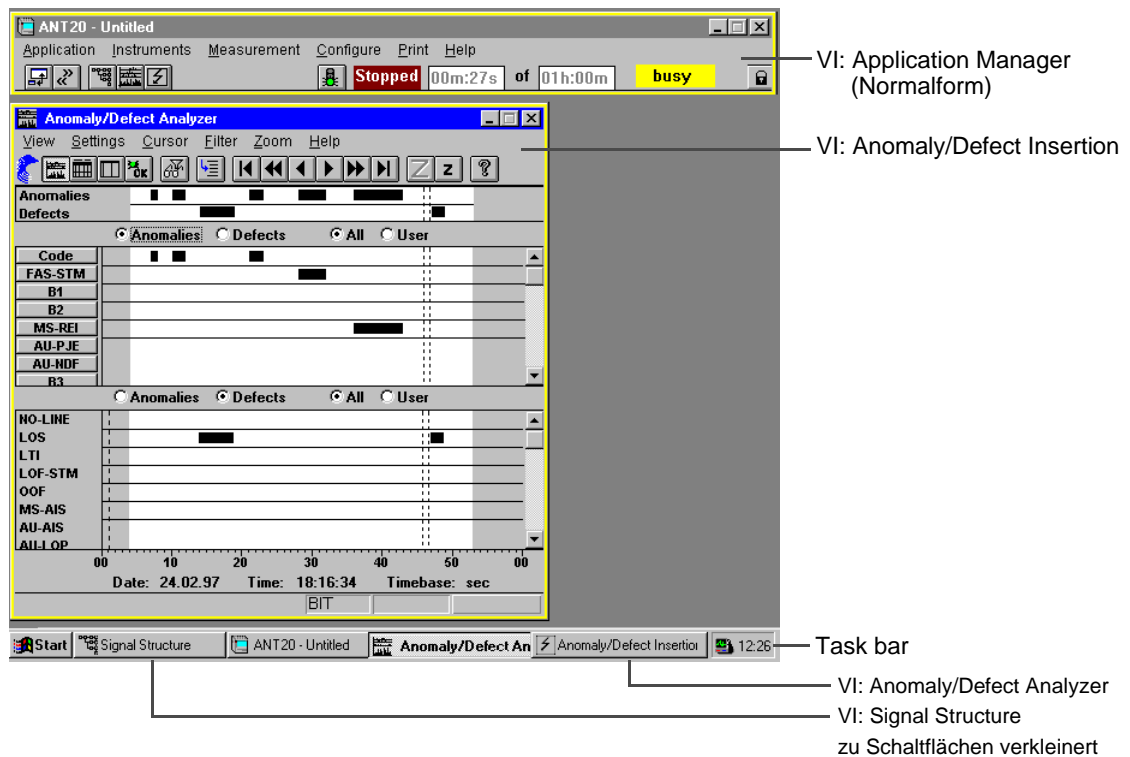 ANT20 - Untitled
Application Instruments Measurement Configure Print Help
Stopped 00m:27s of 01h:00m busy
VI: Application Manager
(Normalform)
Anomaly/Defect Analyzer
View Settings Cursor Filter Zoom Help
VI: Anomaly/Defect Insertion
OK Z z ?
Anomalies
Defects
Anomalies Defects All User
Code
FAS-STM
B1
B2
MS-REI
AU-PJE
AU-NDF
B3
Anomalies Defects All User
NO-LINE
LOS
LTI
LOF-STM
OOF
MS-AIS
AU-AIS
AU-LOP
00 10 20 30 40 50 00
Date: 24.02.97 Time: 18:16:34 Timebase: sec
BIT
Start Signal Structure ANT20 - Untitled Anomaly/Defect An Anomaly/Defect Insertior 12:26
Task bar
VI: Anomaly/Defect Analyzer
VI: Signal Structure
zu Schaltflächen verkleinert